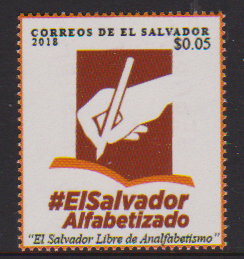 CORREOS DE EL SALVADOR
2018 $0.05
#ElSalvador
Alfabetizado
"El Salvador Libre de Analfabetismo"